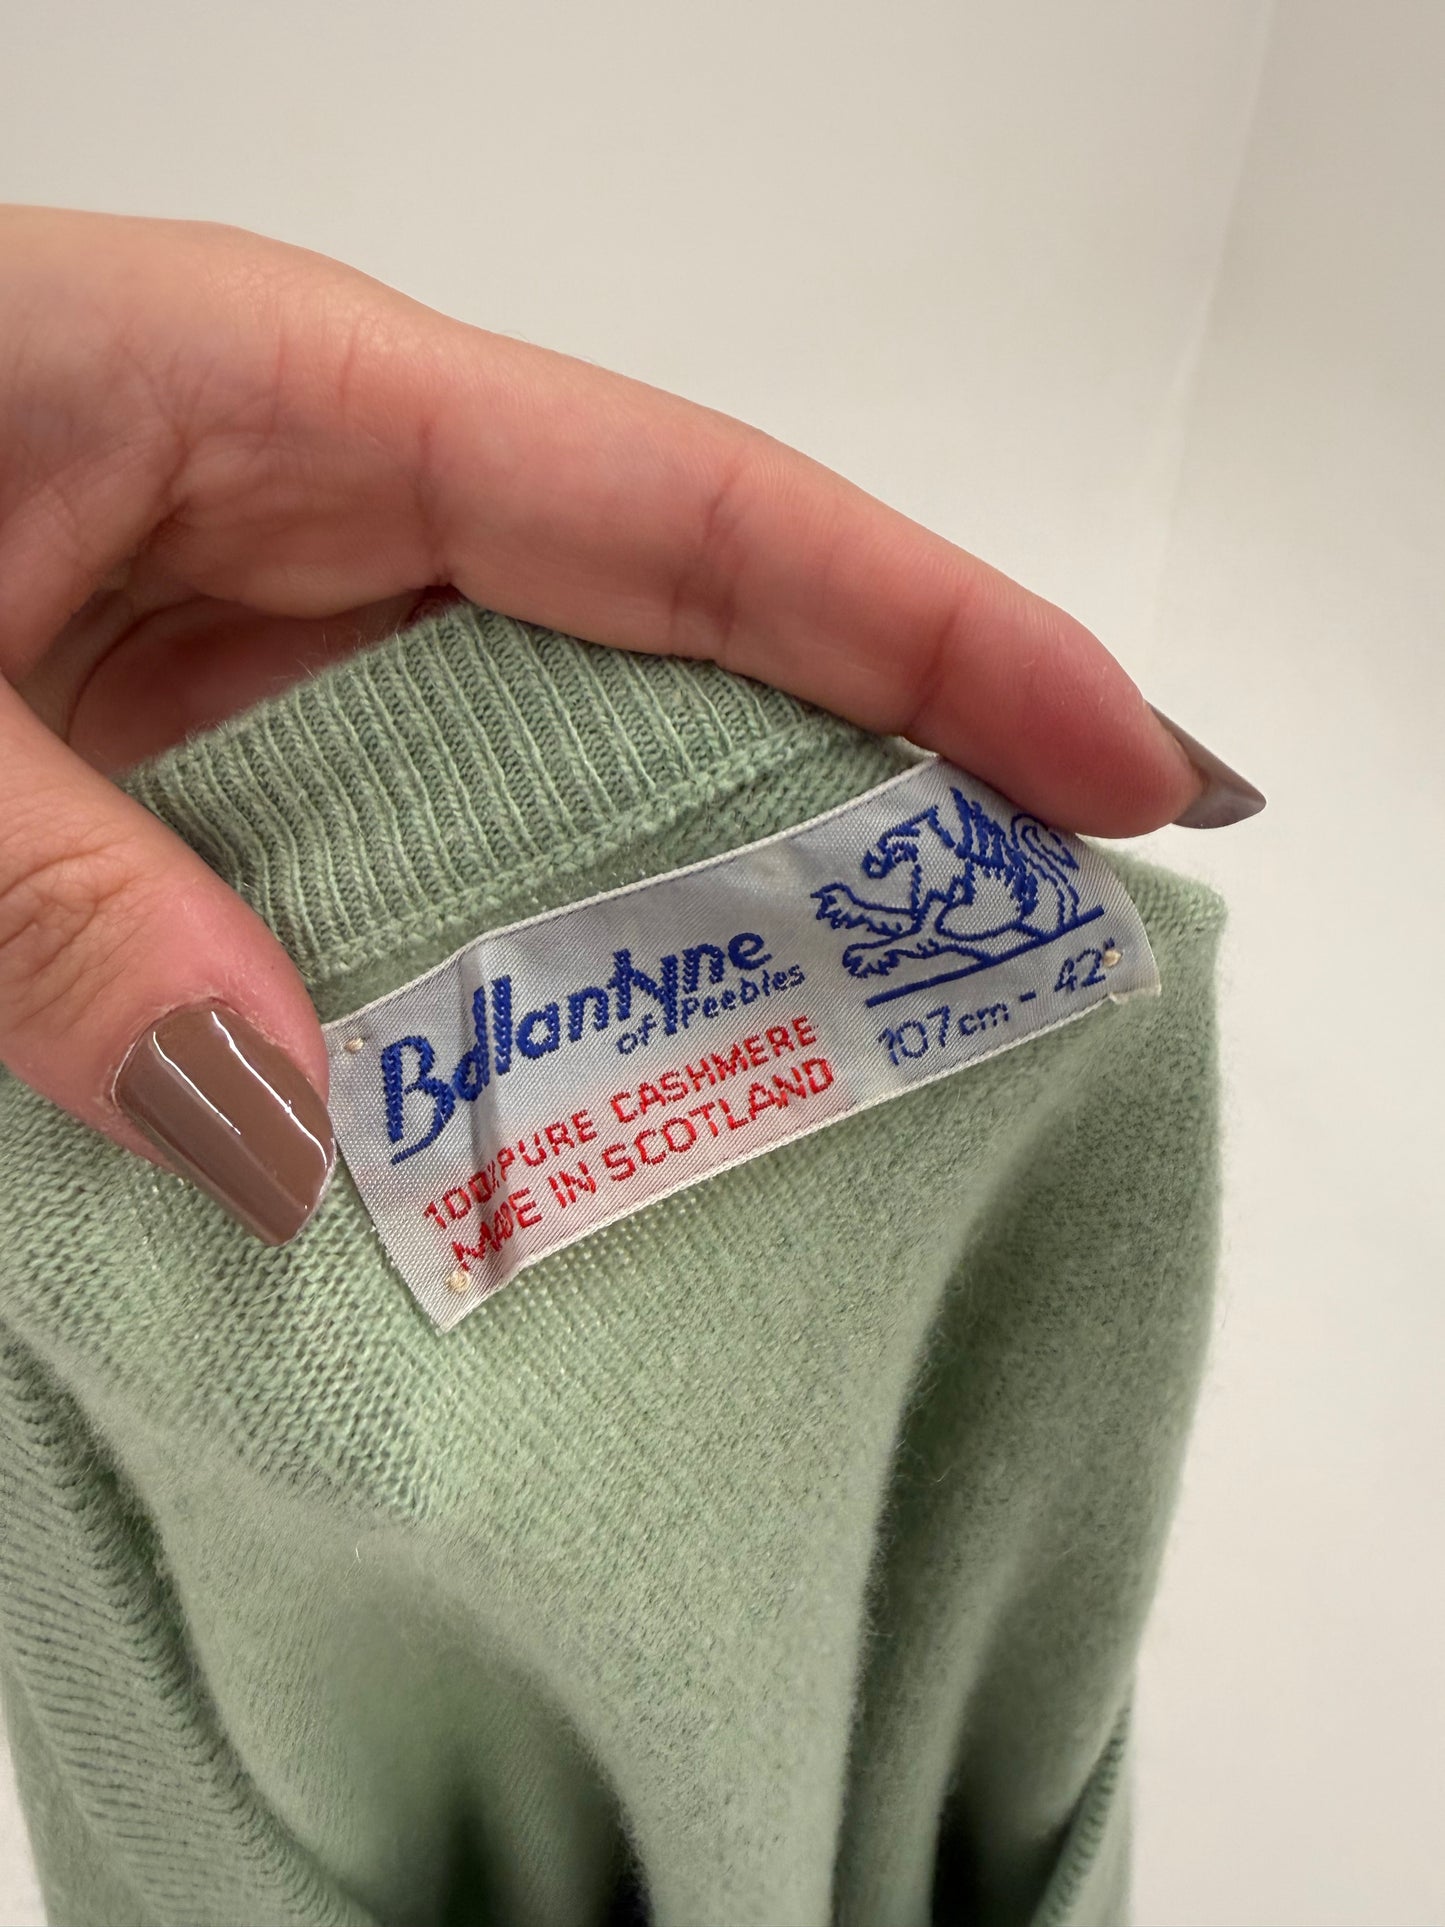 Ballantyne
of Peebles
100% PURE CASHMERE
MADE IN SCOTLAND
107cm - 42"